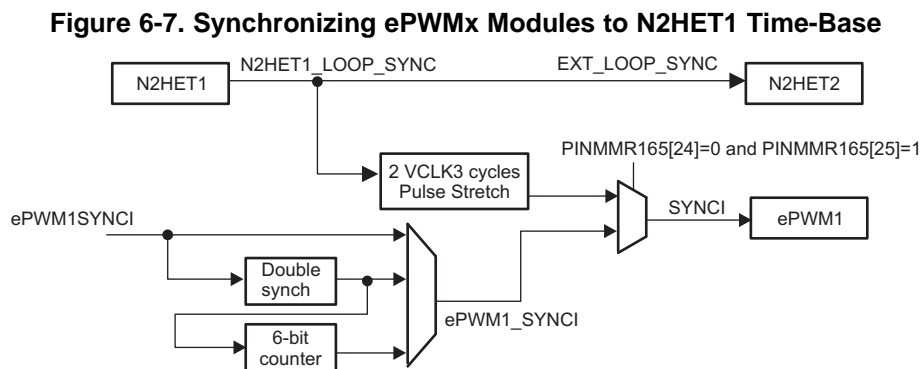 Figure 6-7. Synchronizing ePWMx Modules to N2HET1 Time-Base
N2HET1_LOOP_SYNC
EXT_LOOP_SYNC
N2HET1
N2HET2
PINMMR165[24]=0 and PINMMR165[25]=1
2 VCLK3 cycles
Pulse Stretch
SYNCI
ePWM1
ePWM1SYNCI
Double
synch
ePWM1_SYNCI
6-bit
counter